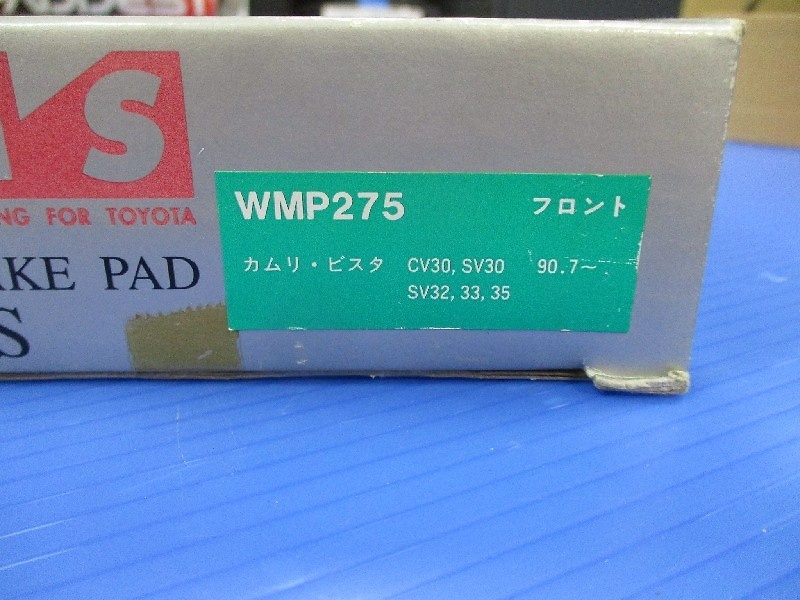 S
NG FOR TOYOTA
AKE PAD
S
WMP275 フロント
カムリ・ビスタ CV30, SV30 90.7～
SV32, 33, 35